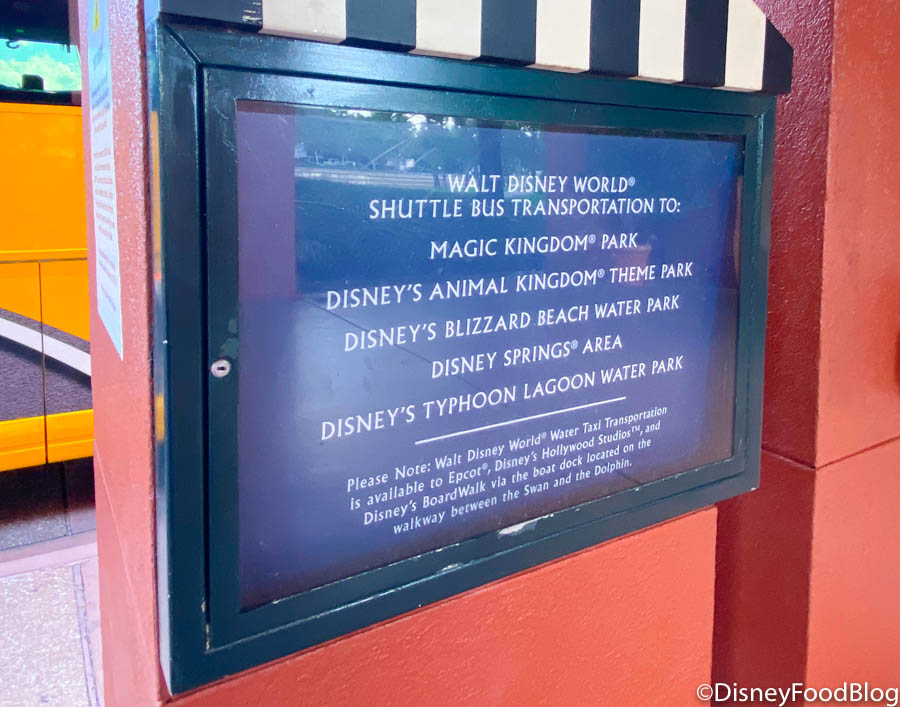 WALT DISNEY WORLD®
SHUTTLE BUS TRANSPORTATION TO:
MAGIC KINGDOM® PARK
DISNEY'S ANIMAL KINGDOM® THEME PARK
DISNEY'S BLIZZARD BEACH WATER PARK
DISNEY SPRINGS® AREA
DISNEY'S TYPHOON LAGOON WATER PARK
Please Note: Walt Disney World® Water Taxi Transportation
is available to Epcot®, Disney's Hollywood Studios™, and
Disney's BoardWalk via the boat dock located on the
walkway between the Swan and the Dolphin.
©DisneyFoodBlog